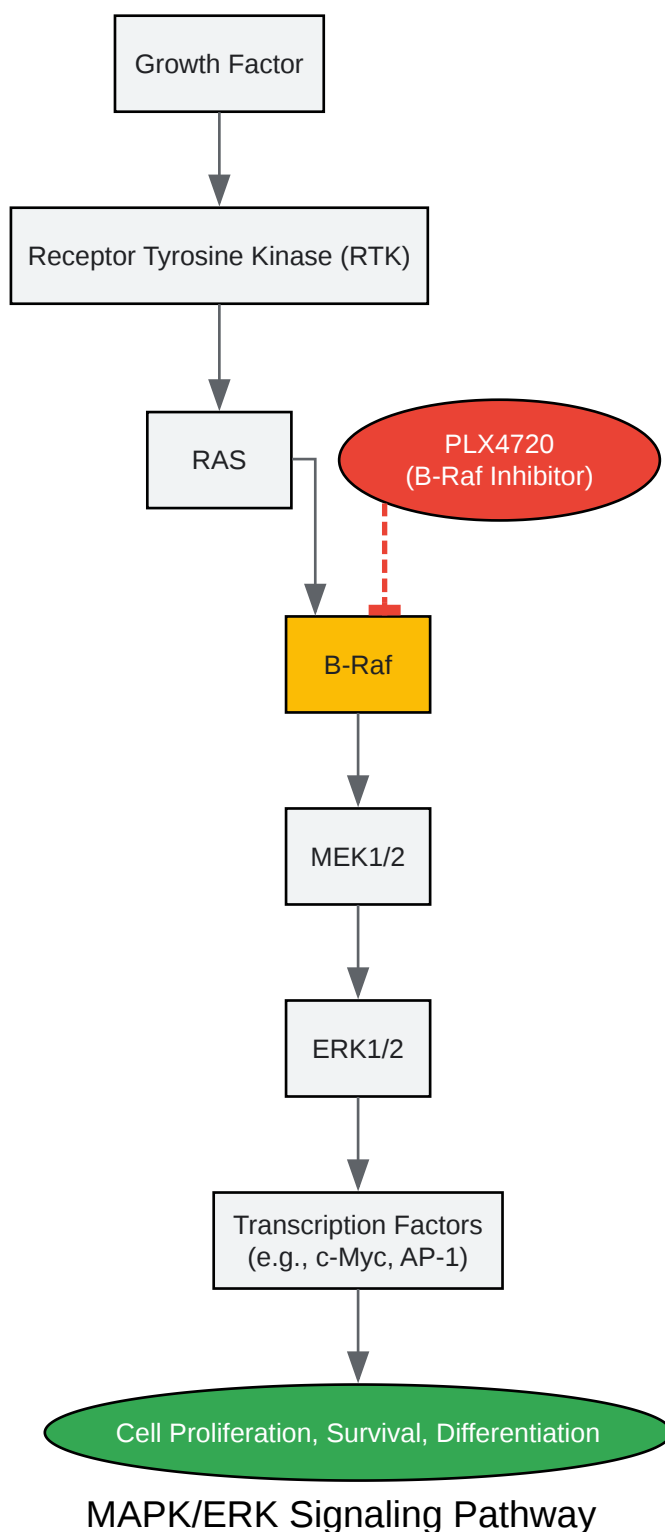 Growth Factor
Receptor Tyrosine Kinase (RTK)
RAS
PLX4720
(B-Raf Inhibitor)
B-Raf
MEK1/2
ERK1/2
Transcription Factors
(e.g., c-Myc, AP-1)
Cell Proliferation, Survival, Differentiation
MAPK/ERK Signaling Pathway